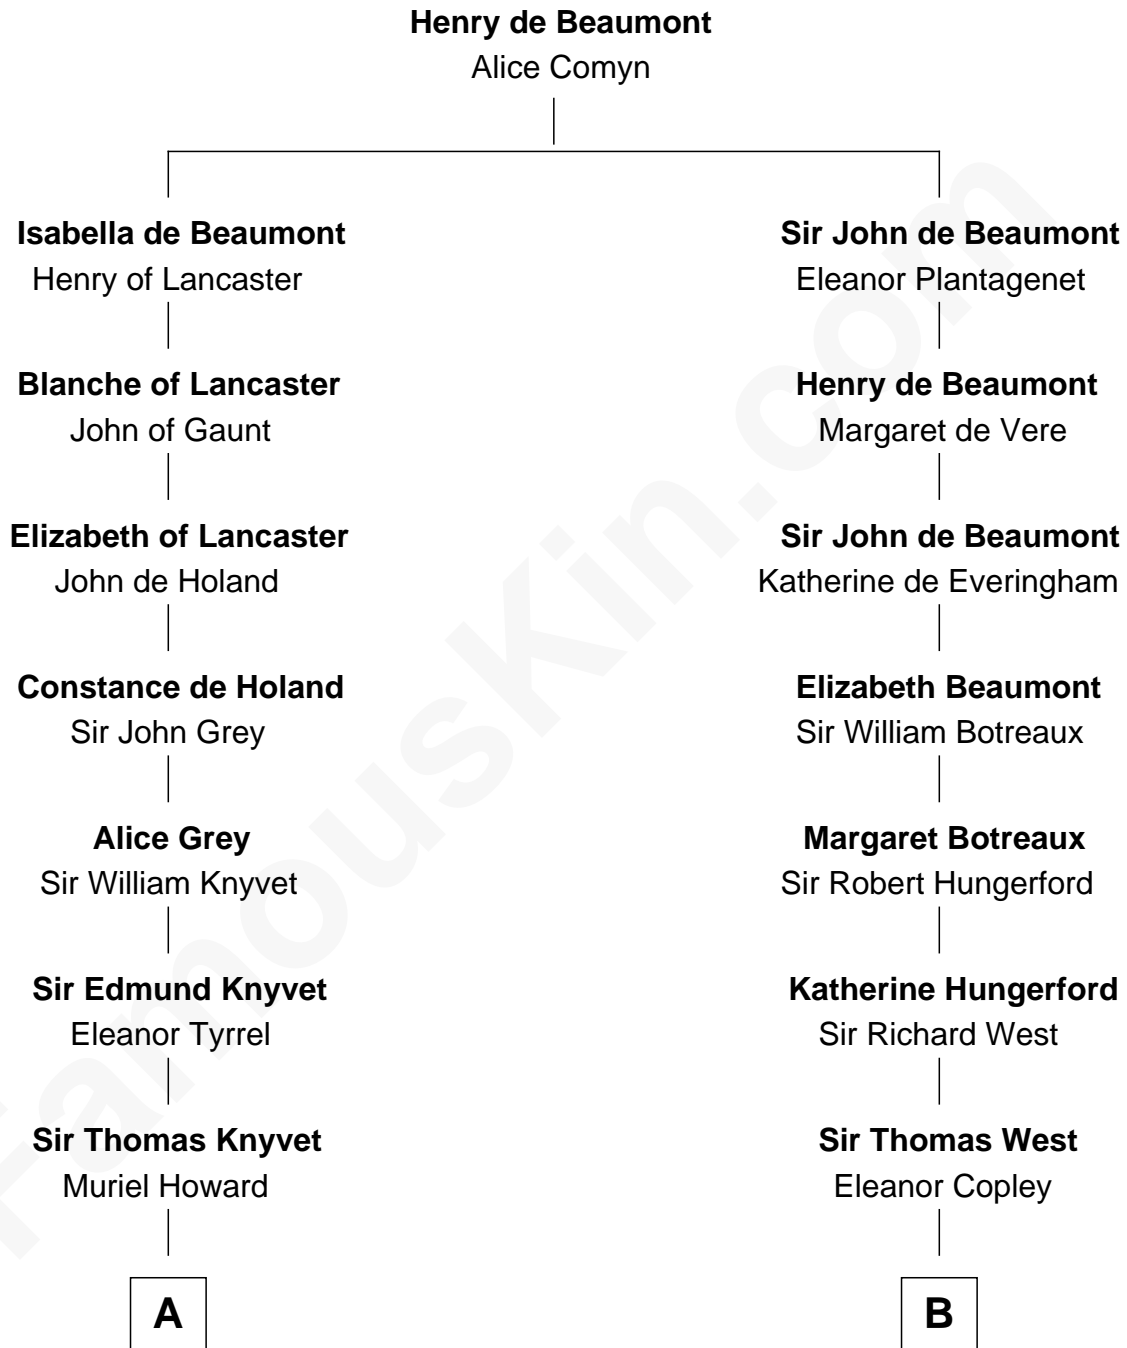 Henry de Beaumont
Alice Comyn
Isabella de Beaumont
Henry of Lancaster
Sir John de Beaumont
Eleanor Plantagenet
Blanche of Lancaster
John of Gaunt
Henry de Beaumont
Margaret de Vere
Elizabeth of Lancaster
John de Holand
Sir John de Beaumont
Katherine de Everingham
Constance de Holand
Sir John Grey
Elizabeth Beaumont
Sir William Botreaux
Alice Grey
Sir William Knyvet
Margaret Botreaux
Sir Robert Hungerford
Sir Edmund Knyvet
Eleanor Tyrrel
Katherine Hungerford
Sir Richard West
Sir Thomas Knyvet
Muriel Howard
Sir Thomas West
Eleanor Copley
A
B
FamousKin.com